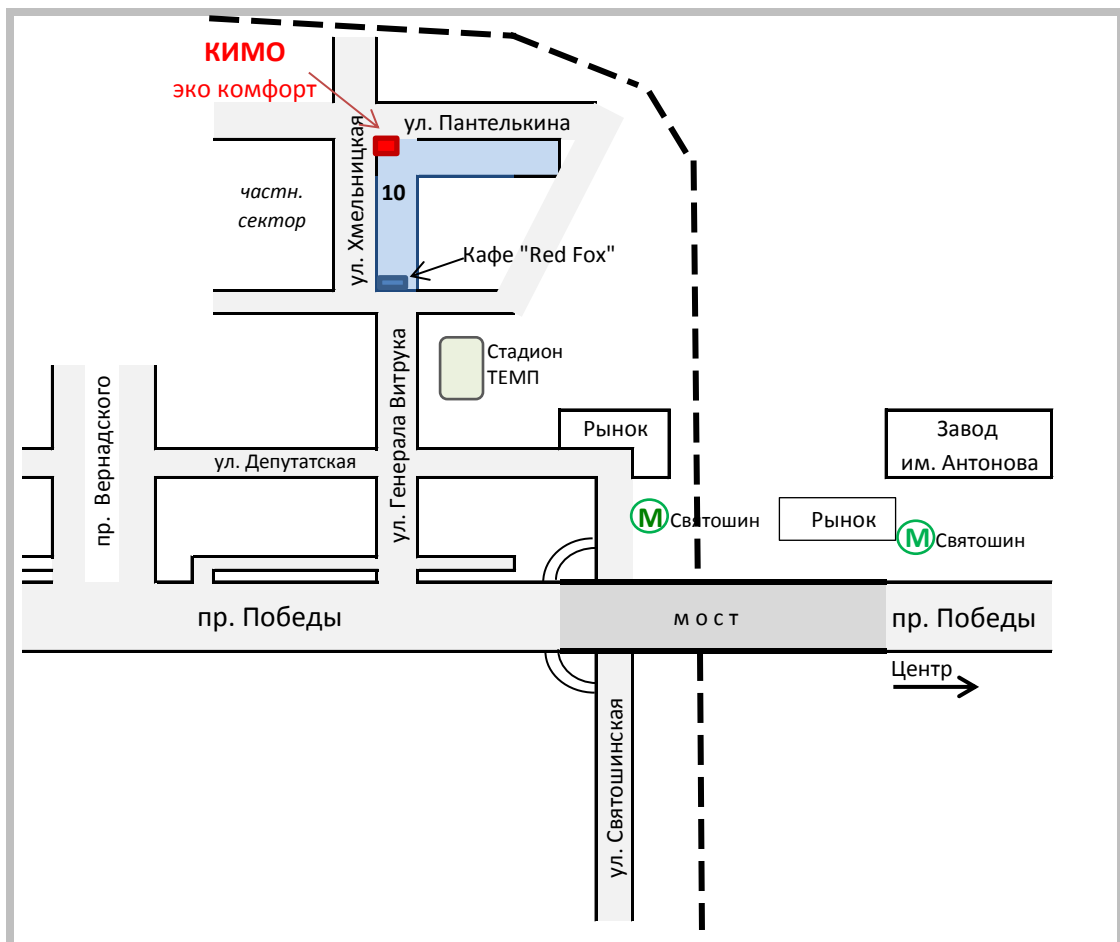 КИМО
эко комфорт
ул. Пантелькина
ул. Хмельницкая
частн.
сектор
10
Кафе "Red Fox"
Стадион
ТЕМП
ул. Генерала Витрука
пр. Вернадского
ул. Депутатская
Рынок
Завод
им. Антонова
М Святошин
Рынок
М Святошин
пр. Победы
мост
пр. Победы
Центр
ул. Святошинская